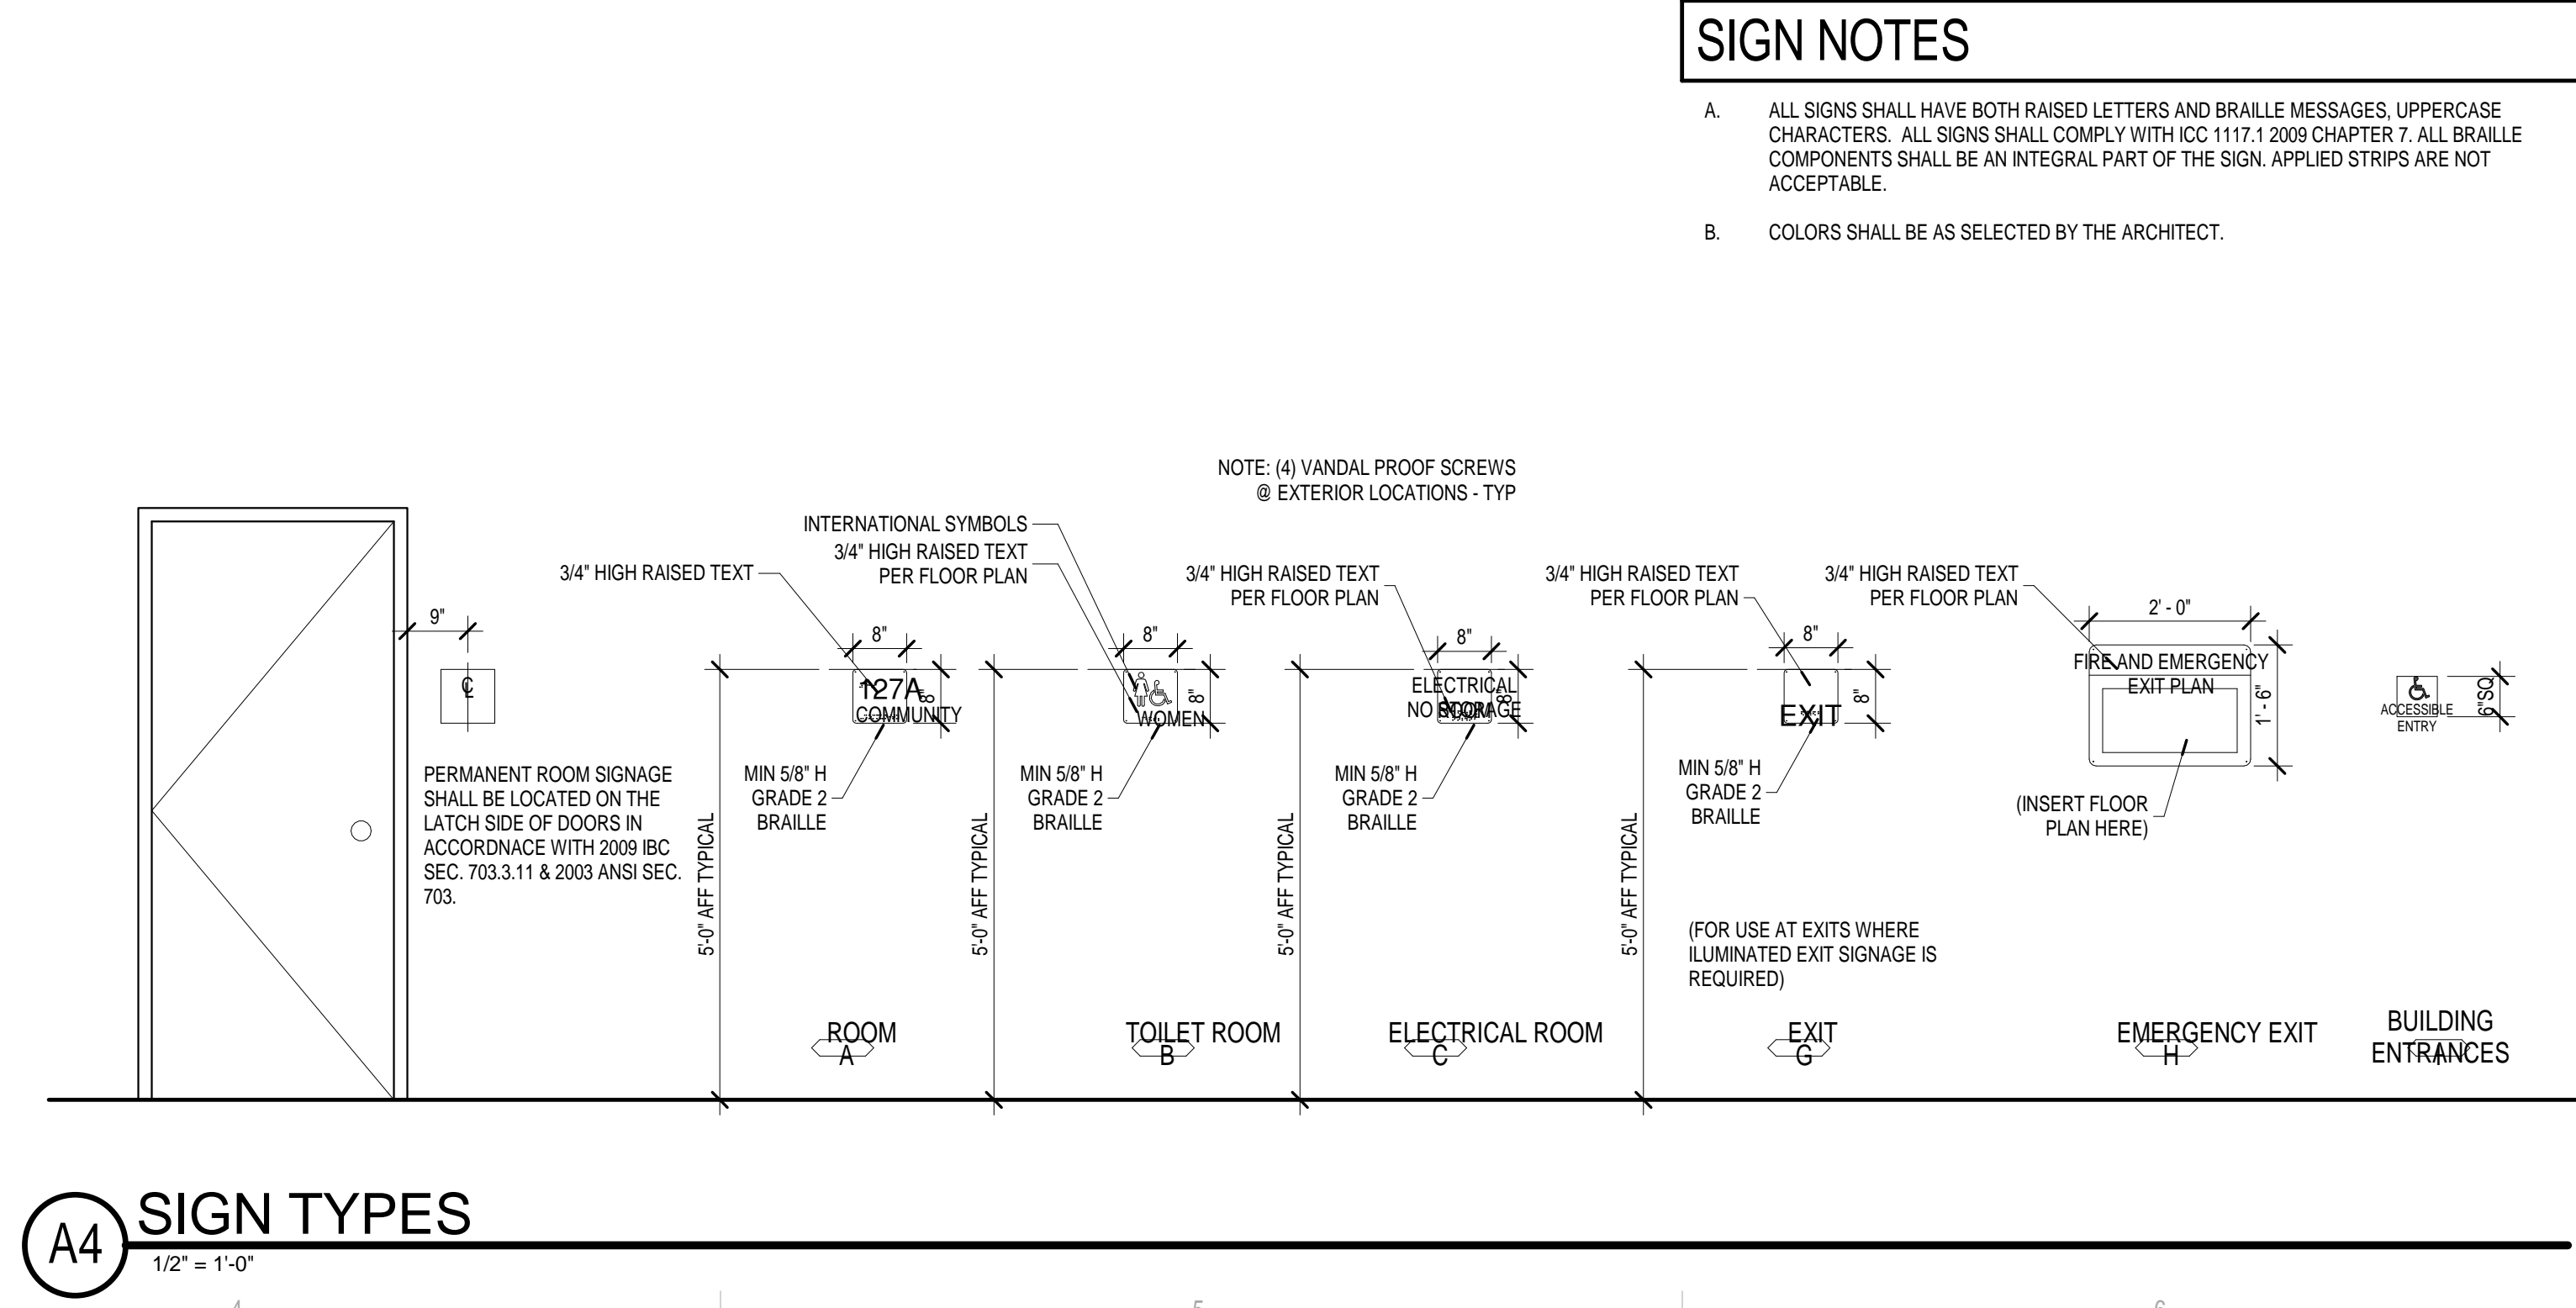 SIGN NOTES
A. ALL SIGNS SHALL HAVE BOTH RAISED LETTERS AND BRAILLE MESSAGES, UPPERCASE
CHARACTERS. ALL SIGNS SHALL COMPLY WITH ICC 1117.1 2009 CHAPTER 7. ALL BRAILLE
COMPONENTS SHALL BE AN INTEGRAL PART OF THE SIGN. APPLIED STRIPS ARE NOT
ACCEPTABLE.
B. COLORS SHALL BE AS SELECTED BY THE ARCHITECT.
NOTE: (4) VANDAL PROOF SCREWS
@ EXTERIOR LOCATIONS - TYP
9"
℄
PERMANENT ROOM SIGNAGE
SHALL BE LOCATED ON THE
LATCH SIDE OF DOORS IN
ACCORDNACE WITH 2009 IBC
SEC. 703.3.11 & 2003 ANSI SEC.
703.
3/4" HIGH RAISED TEXT
8"
8"
127A
COMMUNITY
MIN 5/8" H
GRADE 2
BRAILLE
5'-0" AFF TYPICAL
ROOM
A
INTERNATIONAL SYMBOLS
3/4" HIGH RAISED TEXT
PER FLOOR PLAN
8"
8"
WOMEN
MIN 5/8" H
GRADE 2
BRAILLE
5'-0" AFF TYPICAL
TOILET ROOM
B
3/4" HIGH RAISED TEXT
PER FLOOR PLAN
8"
8"
ELECTRICAL
ROOM
NO STORAGE
MIN 5/8" H
GRADE 2
BRAILLE
5'-0" AFF TYPICAL
ELECTRICAL ROOM
C
3/4" HIGH RAISED TEXT
PER FLOOR PLAN
8"
8"
EXIT
MIN 5/8" H
GRADE 2
BRAILLE
5'-0" AFF TYPICAL
(FOR USE AT EXITS WHERE
ILUMINATED EXIT SIGNAGE IS
REQUIRED)
EXIT
G
3/4" HIGH RAISED TEXT
PER FLOOR PLAN
2' - 0"
1' - 6"
FIRE AND EMERGENCY
EXIT PLAN
(INSERT FLOOR
PLAN HERE)
EMERGENCY EXIT
H
6"SQ
ACCESSIBLE
ENTRY
BUILDING
ENTRANCES
A4
SIGN TYPES
1/2" = 1'-0"
4
5
6